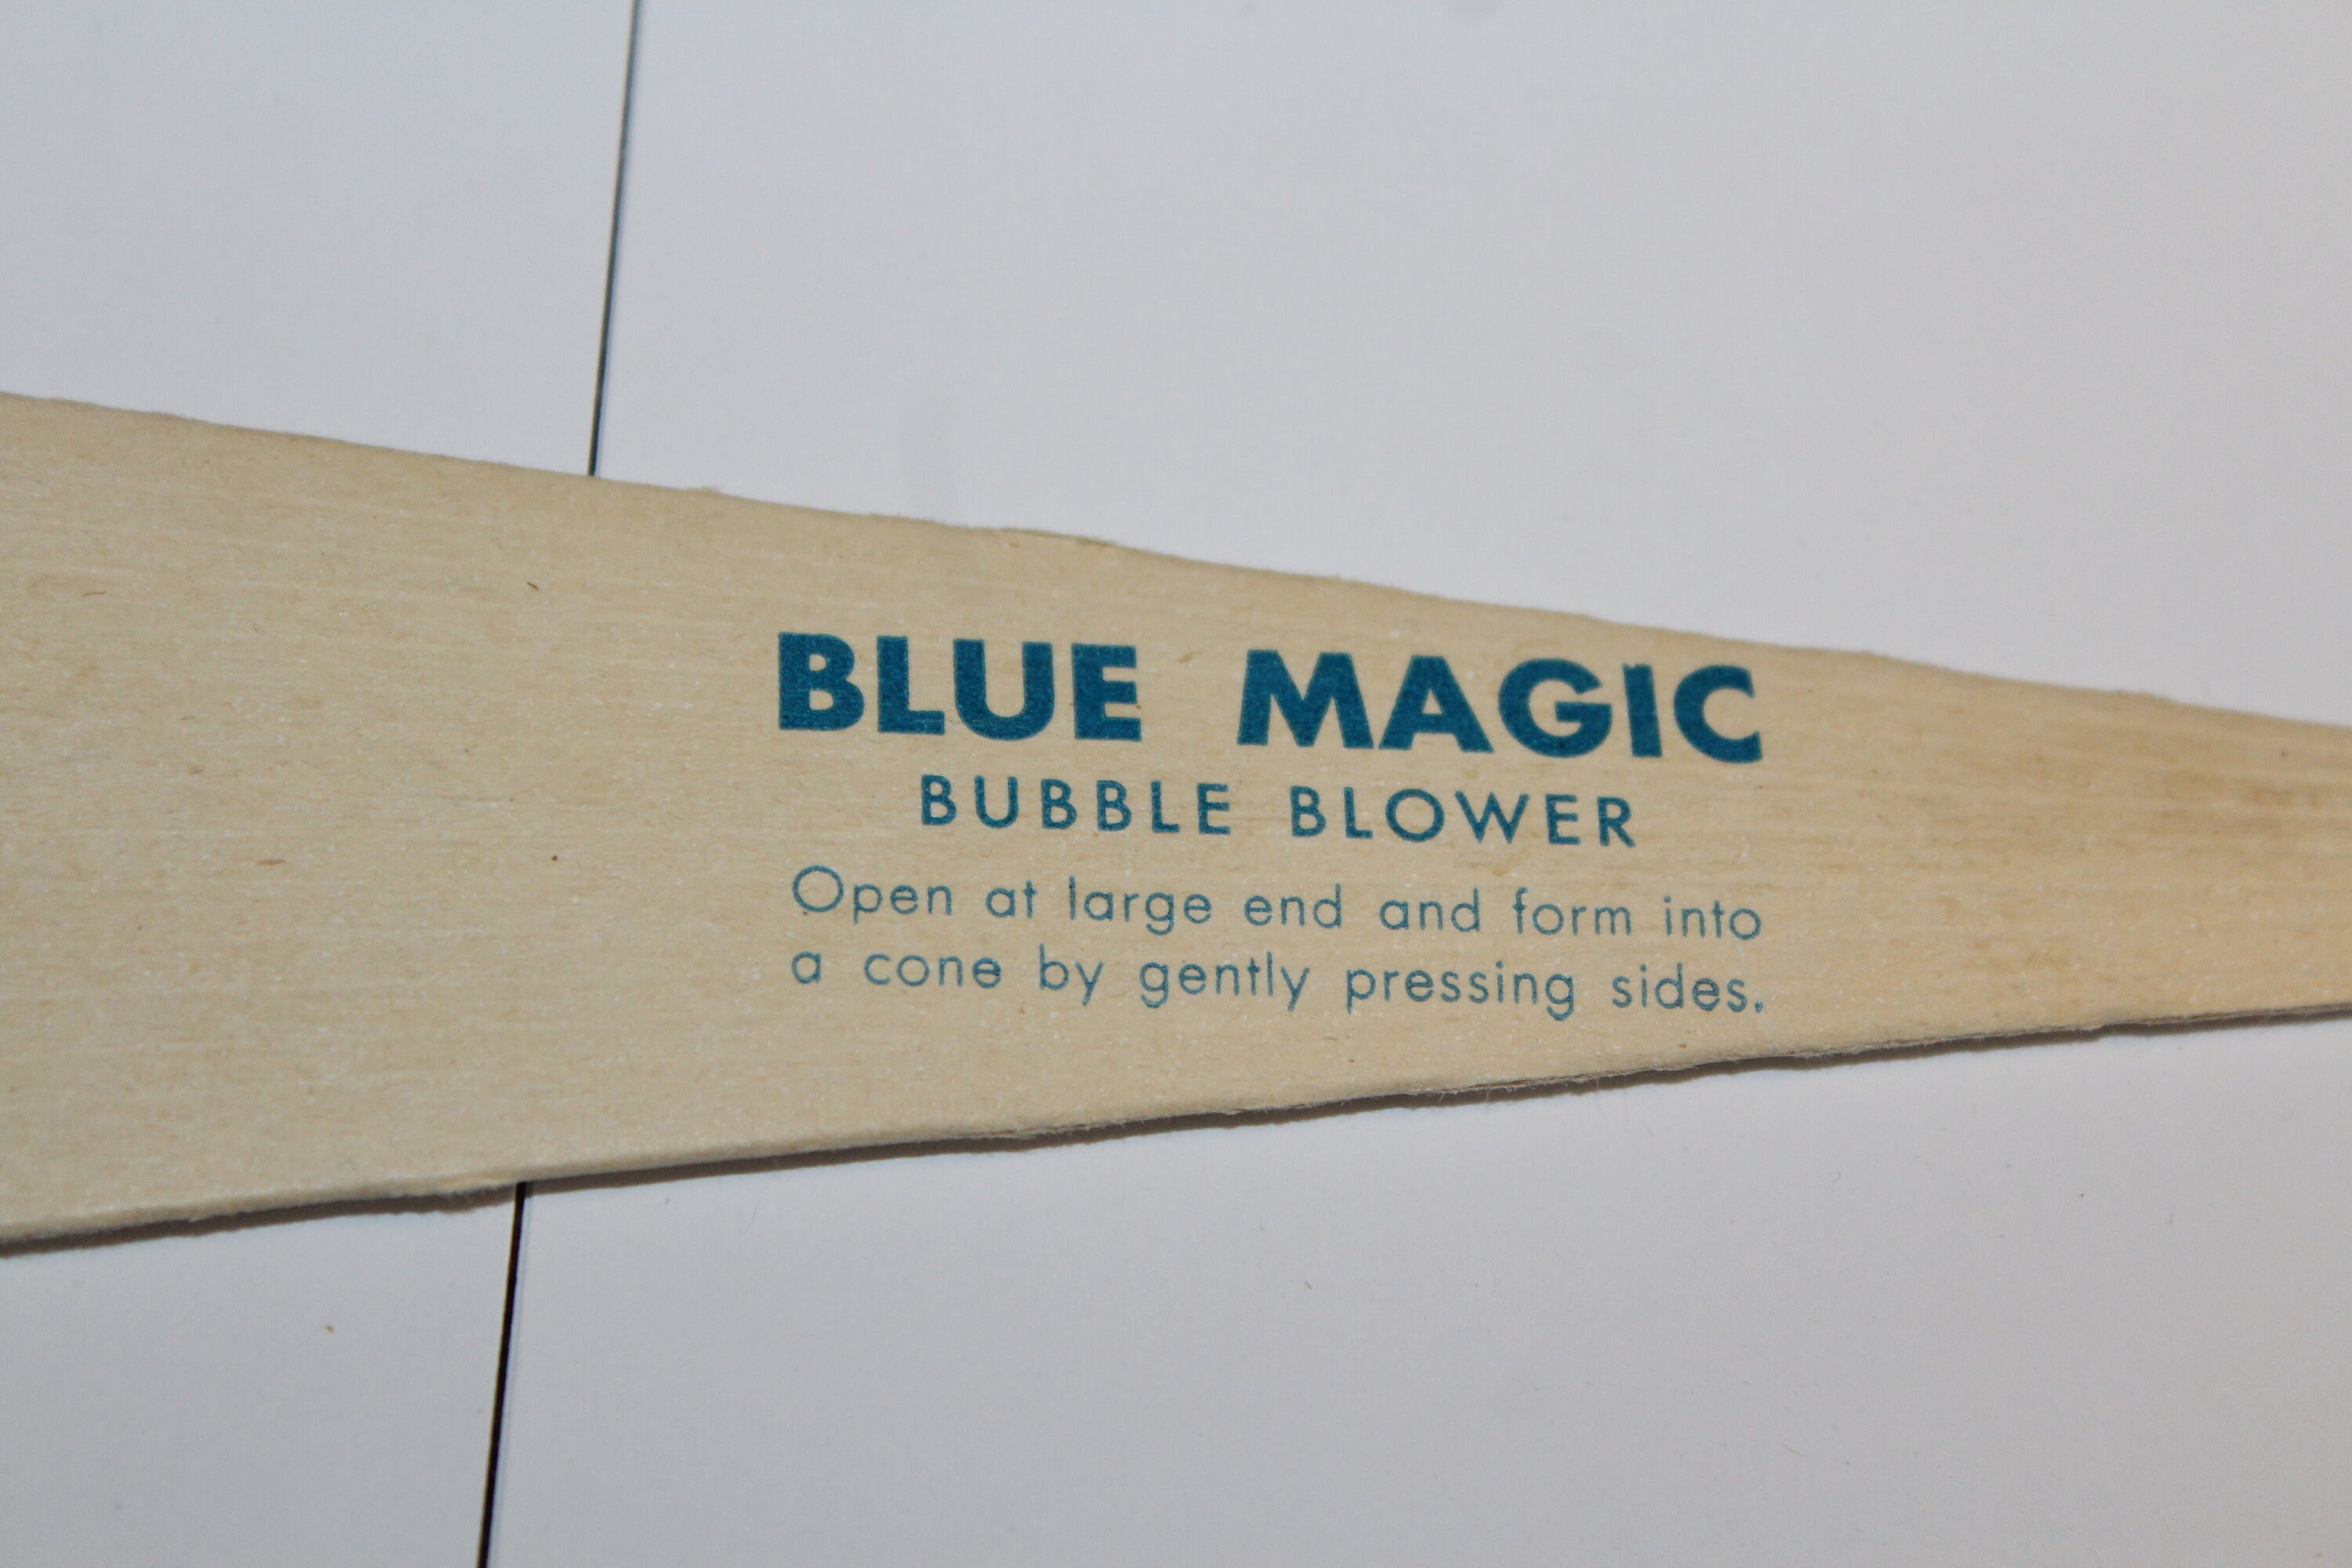 BLUE MAGIC
BUBBLE BLOWER
Open at large end and form into
a cone by gently pressing sides.